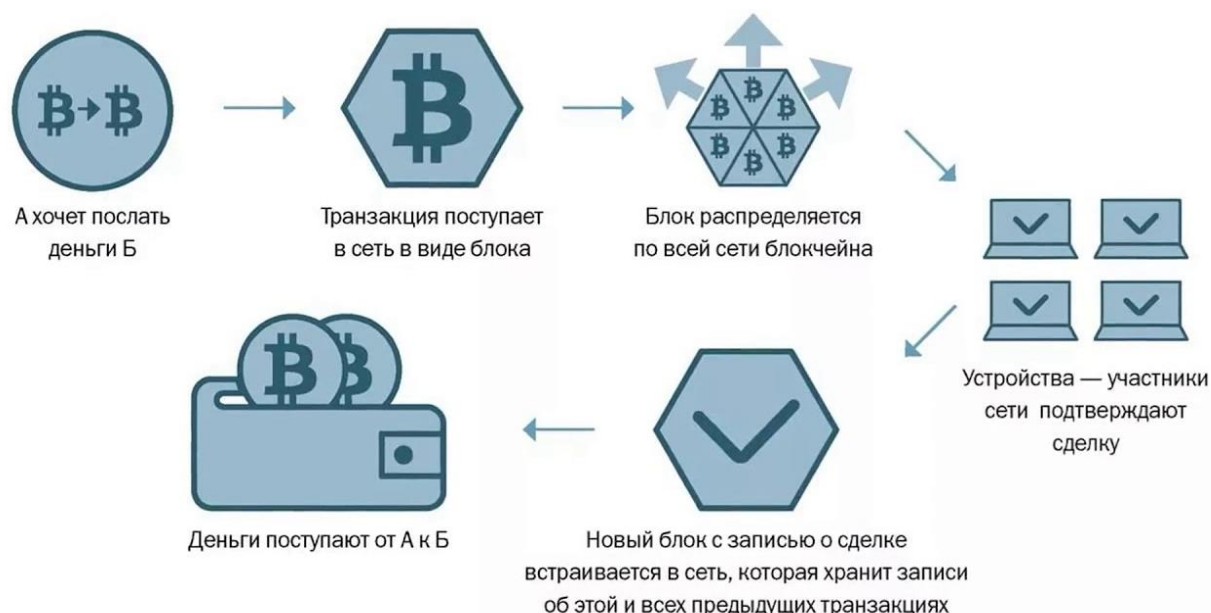 А хочет послать
деньги Б
Транзакция поступает
в сеть в виде блока
Блок распределяется
по всей сети блокчейна
Устройства — участники
сети подтверждают
сделку
Новый блок с записью о сделке
встраивается в сеть, которая хранит записи
об этой и всех предыдущих транзакциях
Деньги поступают от А к Б